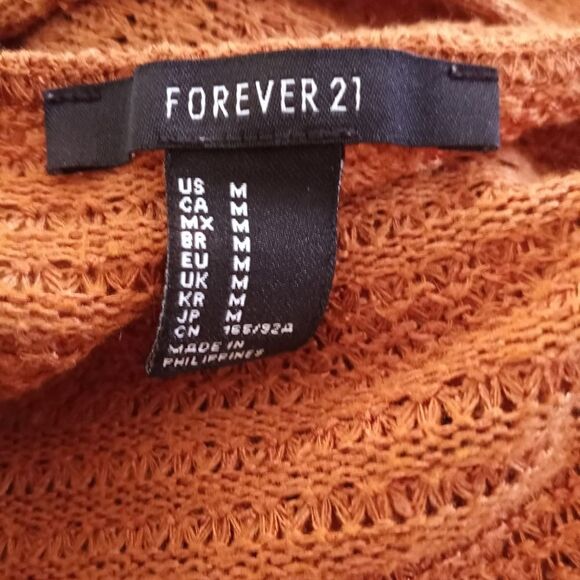 FOREVER 21
US M
CA M
MX M
BR M
EU M
UK M
KR M
JP M
CN 165/92A
MADE IN
PHILIPPINES